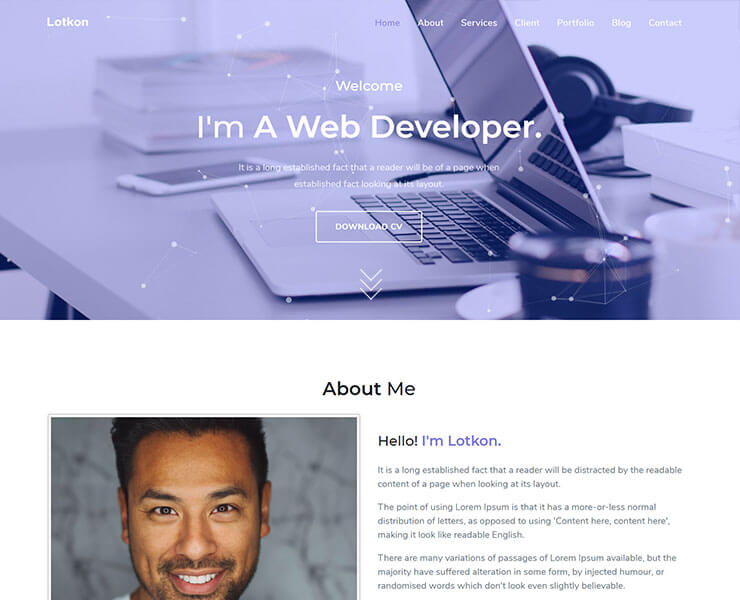 Lotkon
Home About Services Client Portfolio Blog Contact
Welcome
I'm A Web Developer.
It is a long established fact that a reader will be of a page when
established fact looking at its layout.
DOWNLOAD CV
About Me
Hello! I'm Lotkon.
It is a long established fact that a reader will be distracted by the readable
content of a page when looking at its layout.
The point of using Lorem Ipsum is that it has a more-or-less normal
distribution of letters, as opposed to using 'Content here, content here',
making it look like readable English.
There are many variations of passages of Lorem Ipsum available, but the
majority have suffered alteration in some form, by injected humour, or
randomised words which don't look even slightly believable.